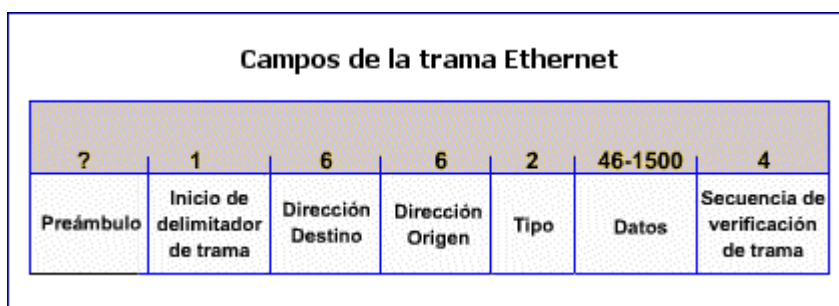 Campos de la trama Ethernet
? 1 6 6 2 46-1500 4
Preámbulo
Inicio de
delimitador
de trama
Dirección
Destino
Dirección
Origen
Tipo
Datos
Secuencia de
verificación
de trama